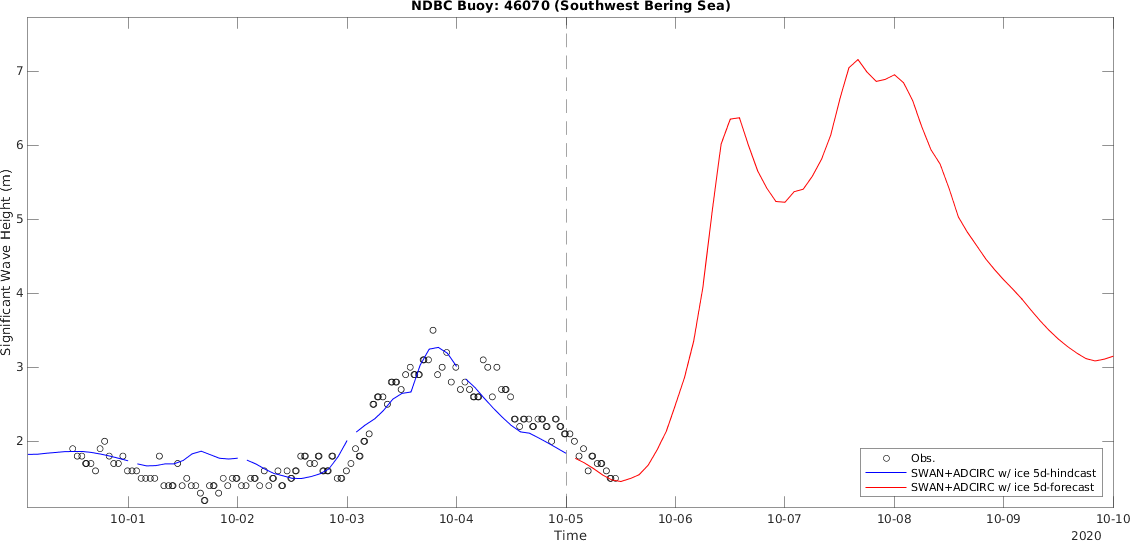 NDBC Buoy: 46070 (Southwest Bering Sea)
Significant Wave Height (m)
7
6
5
4
3
2
Obs.
SWAN+ADCIRC w/ ice 5d-hindcast
SWAN+ADCIRC w/ ice 5d-forecast
10-01 10-02 10-03 10-04 10-05 10-06 10-07 10-08 10-09 10-10
Time
2020